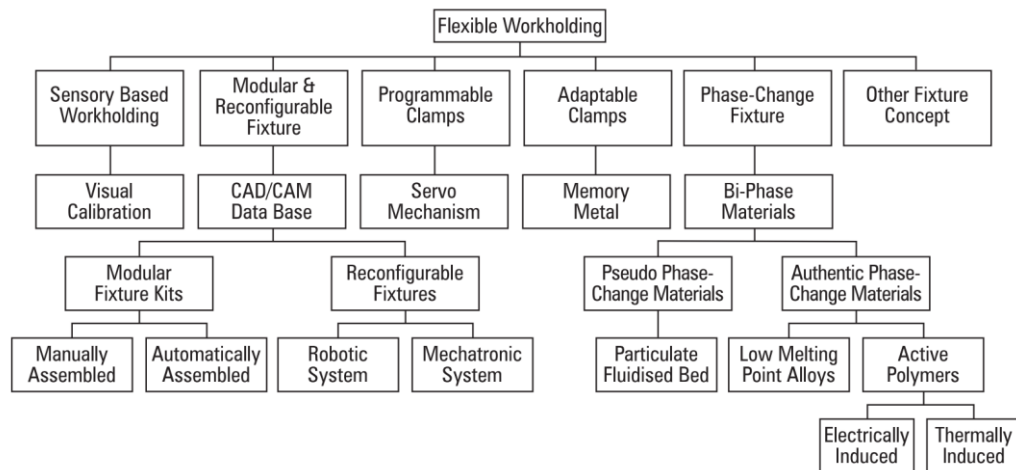 Flexible Workholding
Sensory Based
Workholding
Modular &
Reconfigurable
Fixture
Programmable
Clamps
Adaptable
Clamps
Phase-Change
Fixture
Other Fixture
Concept
Visual
Calibration
CAD/CAM
Data Base
Servo
Mechanism
Memory
Metal
Bi-Phase
Materials
Modular
Fixture Kits
Reconfigurable
Fixtures
Pseudo Phase-
Change Materials
Authentic Phase-
Change Materials
Manually
Assembled
Automatically
Assembled
Robotic
System
Mechatronic
System
Particulate
Fluidised Bed
Low Melting
Point Alloys
Active
Polymers
Electrically
Induced
Thermally
Induced